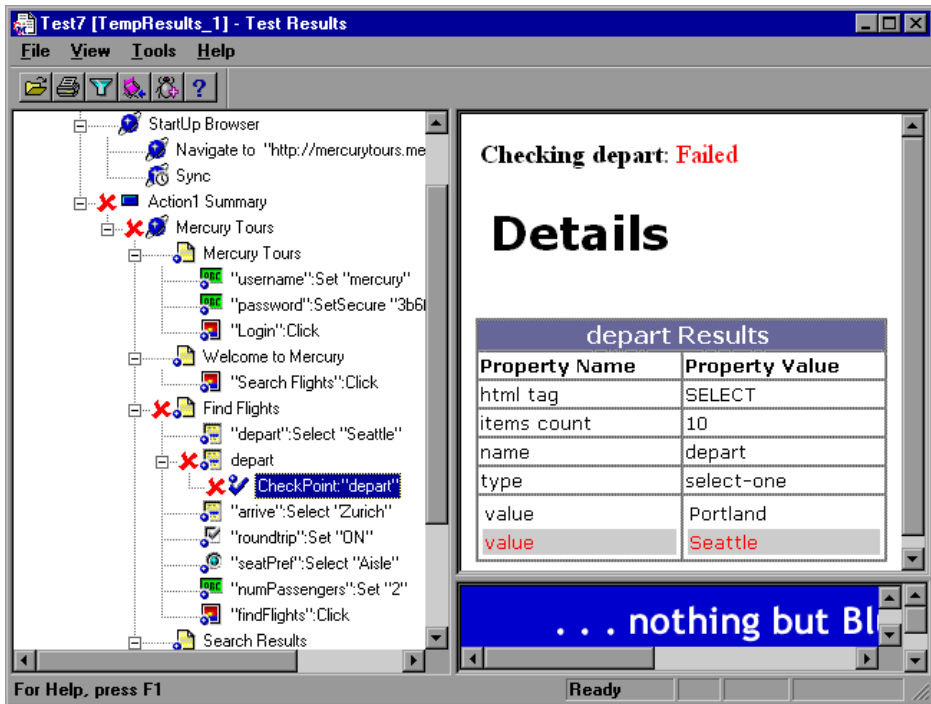 Test7 [TempResults_1] - Test Results
File View Tools Help
StartUp Browser
Navigate to "http://mercurytours.me
Sync
Action1 Summary
Mercury Tours
Mercury Tours
"username":Set "mercury"
"password":SetSecure "3b6
"Login":Click
Welcome to Mercury
"Search Flights":Click
Find Flights
"depart":Select "Seattle"
depart
CheckPoint:"depart"
"arrive":Select "Zurich"
"roundtrip":Set "ON"
"seatPref":Select "Aisle"
"numPassengers":Set "2"
"findFlights":Click
Search Results
Checking depart: Failed
Details
depart Results
Property Name Property Value
html tag SELECT
items count 10
name depart
type select-one
value Portland
value Seattle
. . . nothing but Bl
For Help, press F1 Ready